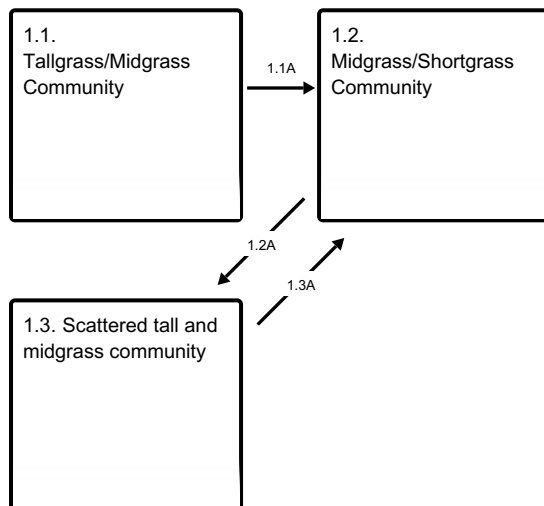 1.1.
Tallgrass/Midgrass
Community
1.1A
1.2.
Midgrass/Shortgrass
Community
1.2A
1.3A
1.3. Scattered tall and
midgrass community